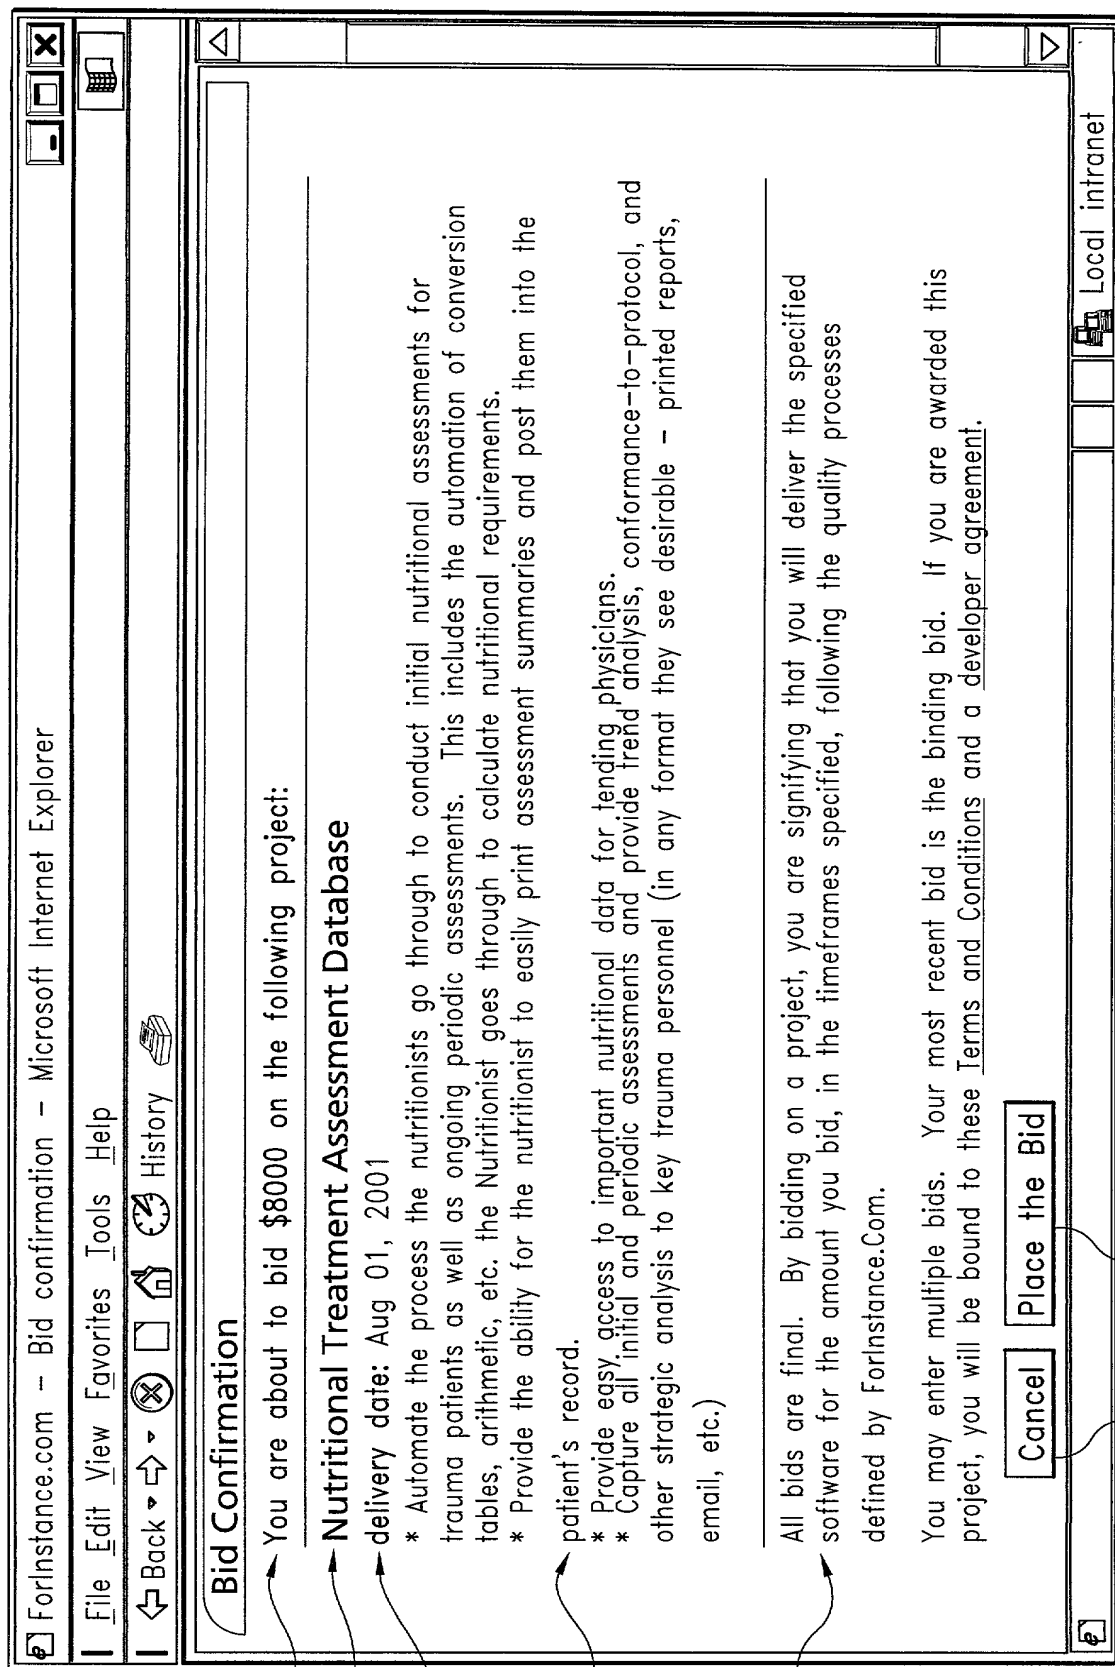 ForInstance.com – Bid confirmation – Microsoft Internet Explorer
File Edit View Favorites Tools Help
Back History
Bid Confirmation
You are about to bid $8000 on the following project:
Nutritional Treatment Assessment Database
delivery date: Aug 01, 2001
* Automate the process the nutritionists go through to conduct initial nutritional assessments for
trauma patients as well as ongoing periodic assessments. This includes the automation of conversion
tables, arithmetic, etc. the Nutritionist goes through to calculate nutritional requirements.
* Provide the ability for the nutritionist to easily print assessment summaries and post them into the
patient's record.
* Provide easy access to important nutritional data for tending physicians.
* Capture all initial and periodic assessments and provide trend analysis, conformance-to-protocol, and
other strategic analysis to key trauma personnel (in any format they see desirable – printed reports,
email, etc.)
All bids are final. By bidding on a project, you are signifying that you will deliver the specified
software for the amount you bid, in the timeframes specified, following the quality processes
defined by ForInstance.Com.
You may enter multiple bids. Your most recent bid is the binding bid. If you are awarded this
project, you will be bound to these Terms and Conditions and a developer agreement.
Cancel Place the Bid
Local intranet